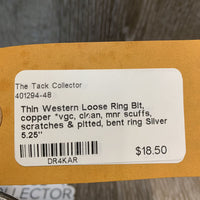 The Tack Collector
401294-48
Thin Western Loose Ring Bit,
copper *vgc, clean, mnr scuffs,
scratches & pitted, bent ring Silver
5.25"
DR4KAR
$18.50
COLLECTOR